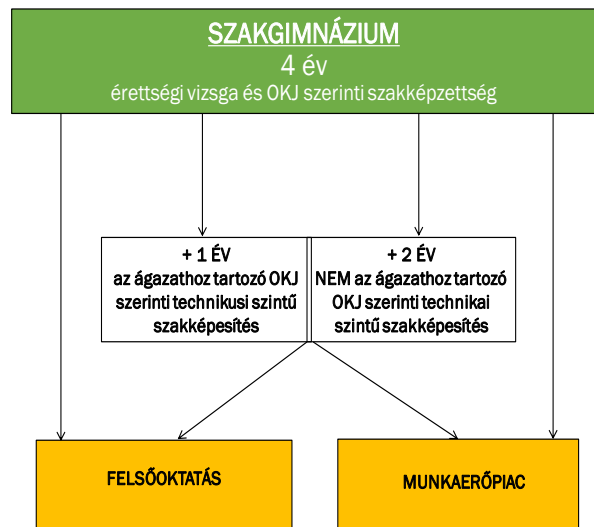 SZAKGIMNÁZIUM
4 év
érettségi vizsga és OKJ szerinti szakképzettség
+ 1 ÉV
az ágazathoz tartozó OKJ
szerinti technikusi szintű
szakképesítés
+ 2 ÉV
NEM az ágazathoz tartozó
OKJ szerinti technikai
szintű szakképesítés
FELSŐOKTATÁS
MUNKAERŐPIAC